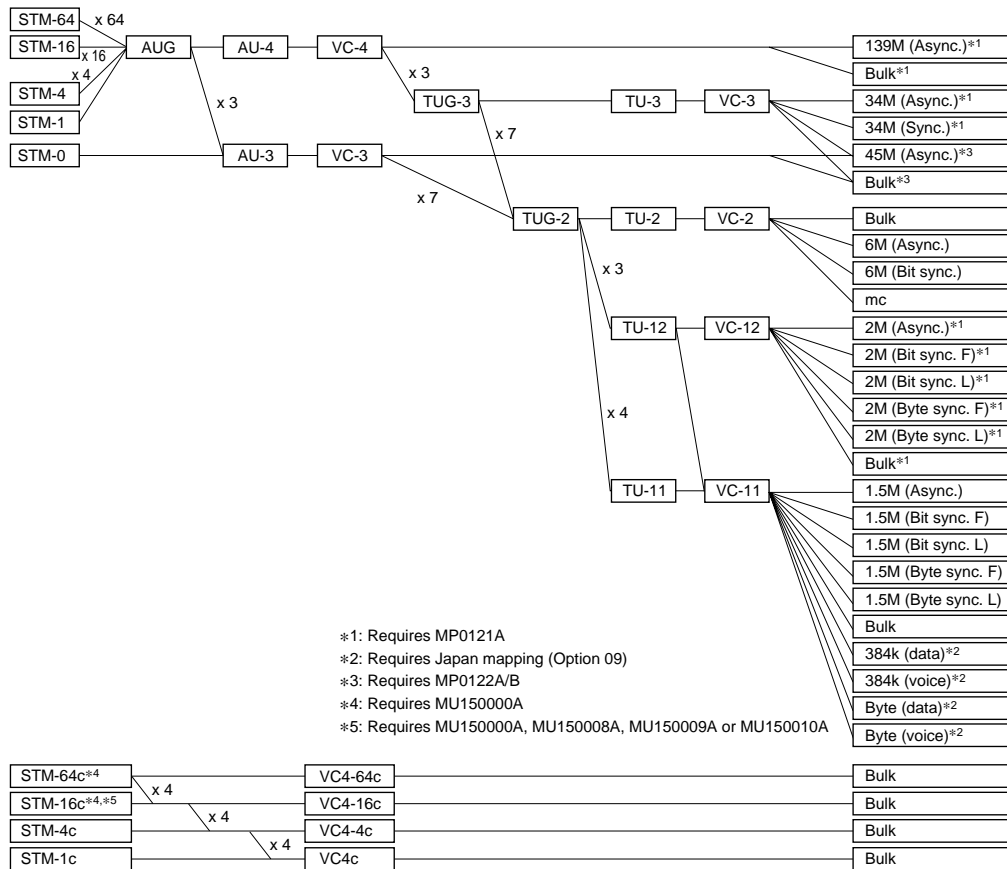 STM-64 x 64
STM-16 AUG AU-4 VC-4 139M (Async.)*1
x 16
x 4 x 3 Bulk*1
STM-4 x 3 TUG-3 TU-3 VC-3 34M (Async.)*1
STM-1 x 7 34M (Sync.)*1
STM-0 AU-3 VC-3 45M (Async.)*3
x 7 Bulk*3
TUG-2 TU-2 VC-2 Bulk
6M (Async.)
x 3 6M (Bit sync.)
mc
TU-12 VC-12 2M (Async.)*1
2M (Bit sync. F)*1
2M (Bit sync. L)*1
x 4 2M (Byte sync. F)*1
2M (Byte sync. L)*1
Bulk*1
TU-11 VC-11 1.5M (Async.)
1.5M (Bit sync. F)
1.5M (Bit sync. L)
1.5M (Byte sync. F)
1.5M (Byte sync. L)
Bulk
384k (data)*2
384k (voice)*2
Byte (data)*2
Byte (voice)*2
*1: Requires MP0121A
*2: Requires Japan mapping (Option 09)
*3: Requires MP0122A/B
*4: Requires MU150000A
*5: Requires MU150000A, MU150008A, MU150009A or MU150010A
STM-64c*4 VC4-64c Bulk
x 4
STM-16c*4,*5 VC4-16c Bulk
x 4
STM-4c VC4-4c Bulk
x 4
STM-1c VC4c Bulk